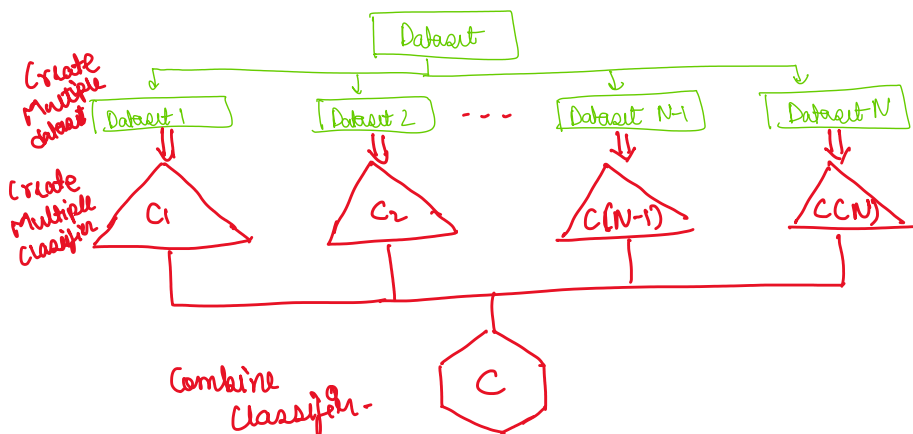 Dataset
Create
Multiple
dataset
Dataset 1
Dataset 2
Dataset N-1
Dataset N
Create
Multiple
Classifier
C1
C2
C(N-1)
C(N)
C
Combine
Classifier-